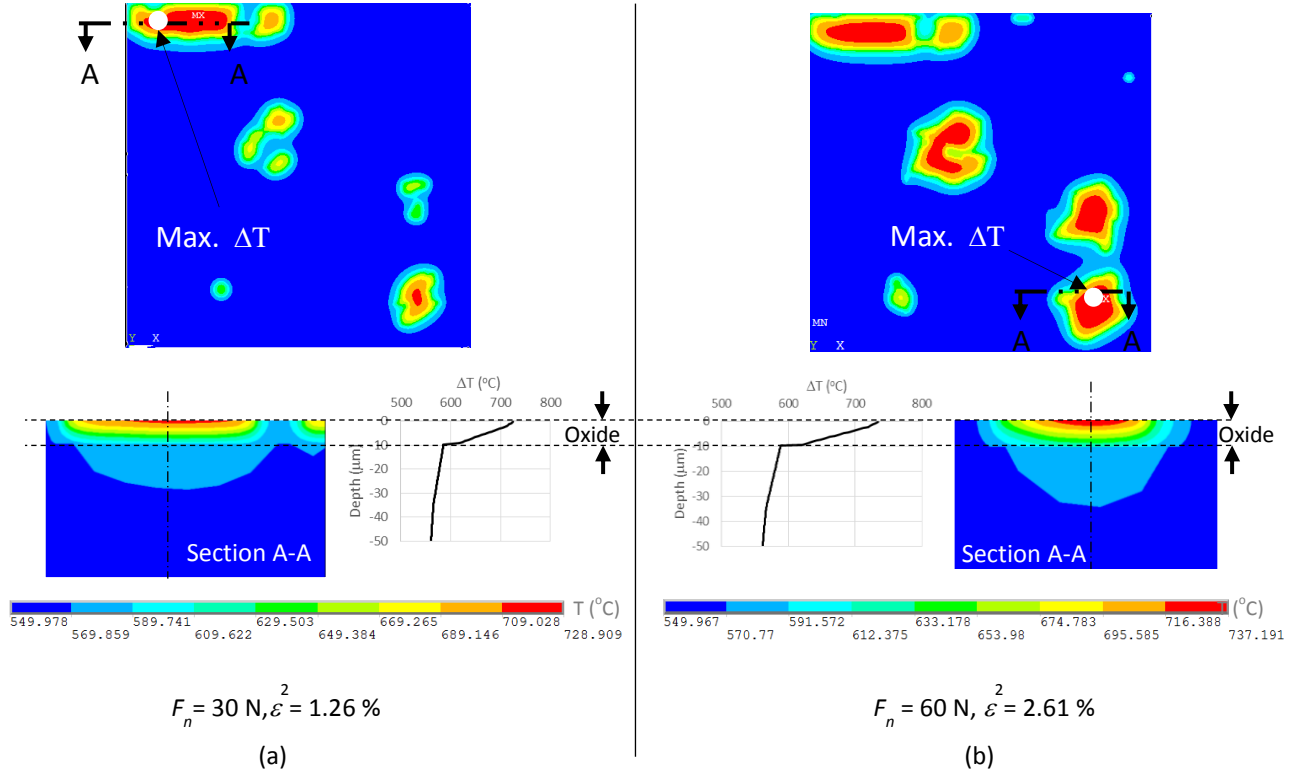 MX
A A
Max. ΔT
Y X
A A
Max. ΔT
MN
X
Y X
ΔT (°C)
500 600 700 800
0
-10
-20
-30
-40
-50
Depth (μm)
Oxide
Section A-A
ΔT (°C)
500 600 700 800
0
-10
-20
-30
-40
-50
Depth (μm)
Oxide
Section A-A
T (°C)
549.978 589.741 629.503 669.265 709.028
569.859 609.622 649.384 689.146 728.909
T (°C)
549.967 591.572 633.178 674.783 716.388
570.77 612.375 653.98 695.585 737.191
Fn = 30 N, ε² = 1.26 %
Fn = 60 N, ε² = 2.61 %
(a)
(b)